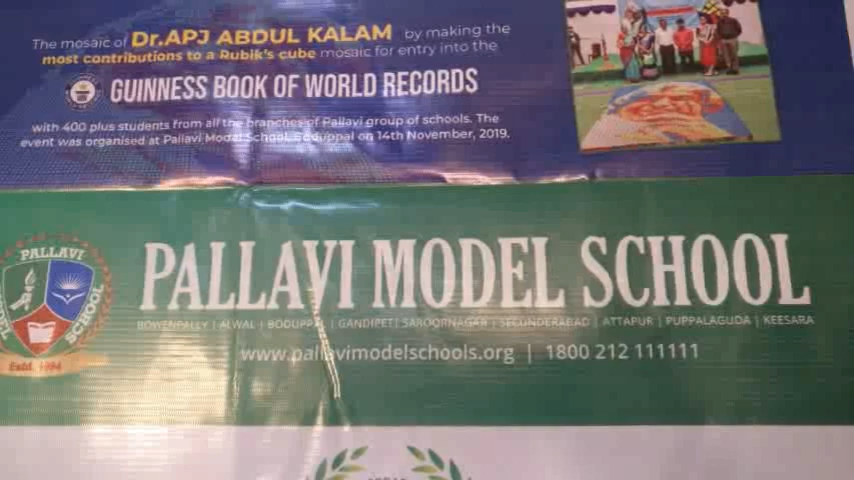 The mosaic of Dr.APJ ABDUL KALAM by making the
most contributions to a Rubik's cube mosaic for entry into the
GUINNESS BOOK OF WORLD RECORDS
with 400 plus students from all the branches of Pallavi group of schools. The
event was organised at Pallavi Model School, Boduppal on 14th November, 2019.
PALLAVI
SCHOOL
Estd. 1994
PALLAVI MODEL SCHOOL
BOWENPALLY | ALWAL | BODUPPAL | GANDIPET | SAROORNAGAR | SECUNDERABAD | ATTAPUR | PUPPALAGUDA | KEESARA
www.pallavimodelschools.org | 1800 212 111111